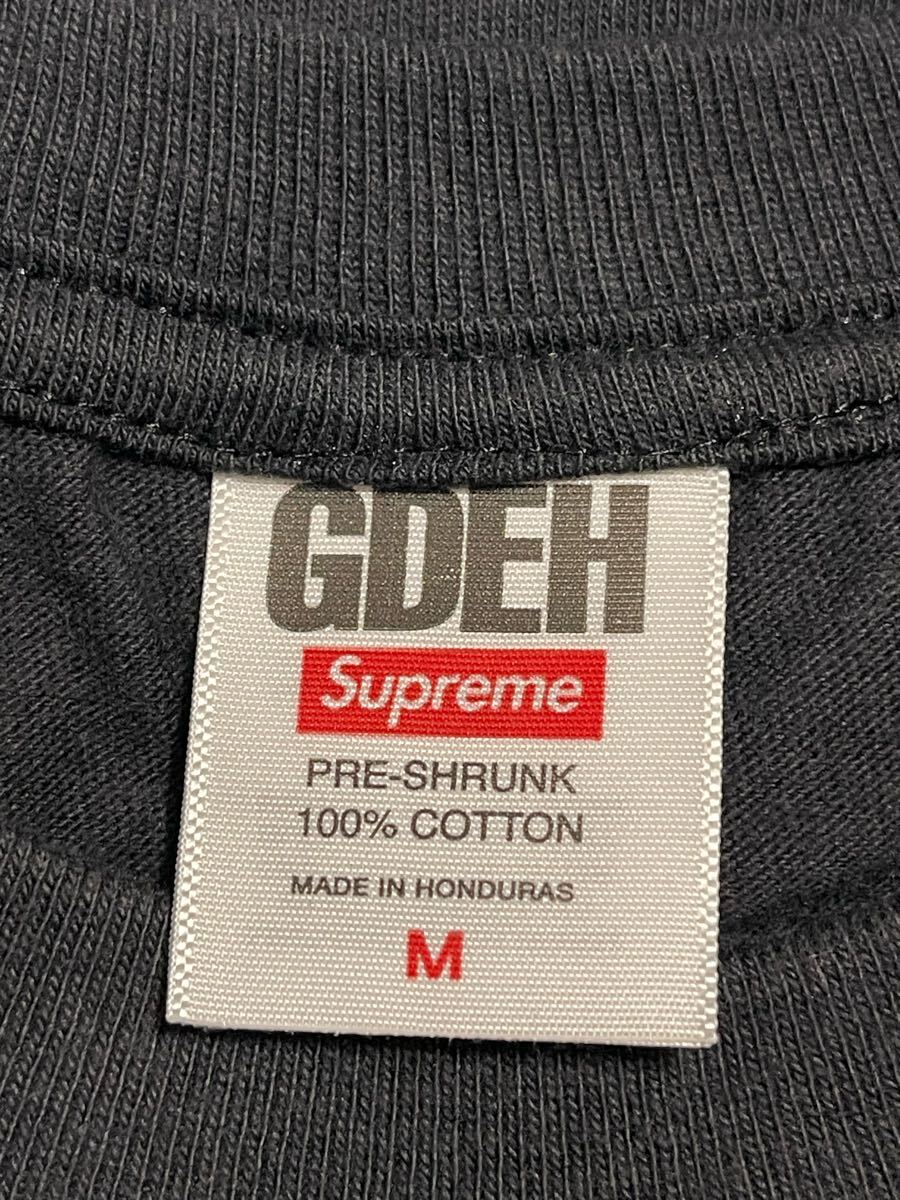 GDEH
Supreme
PRE-SHRUNK
100% COTTON
MADE IN HONDURAS
M